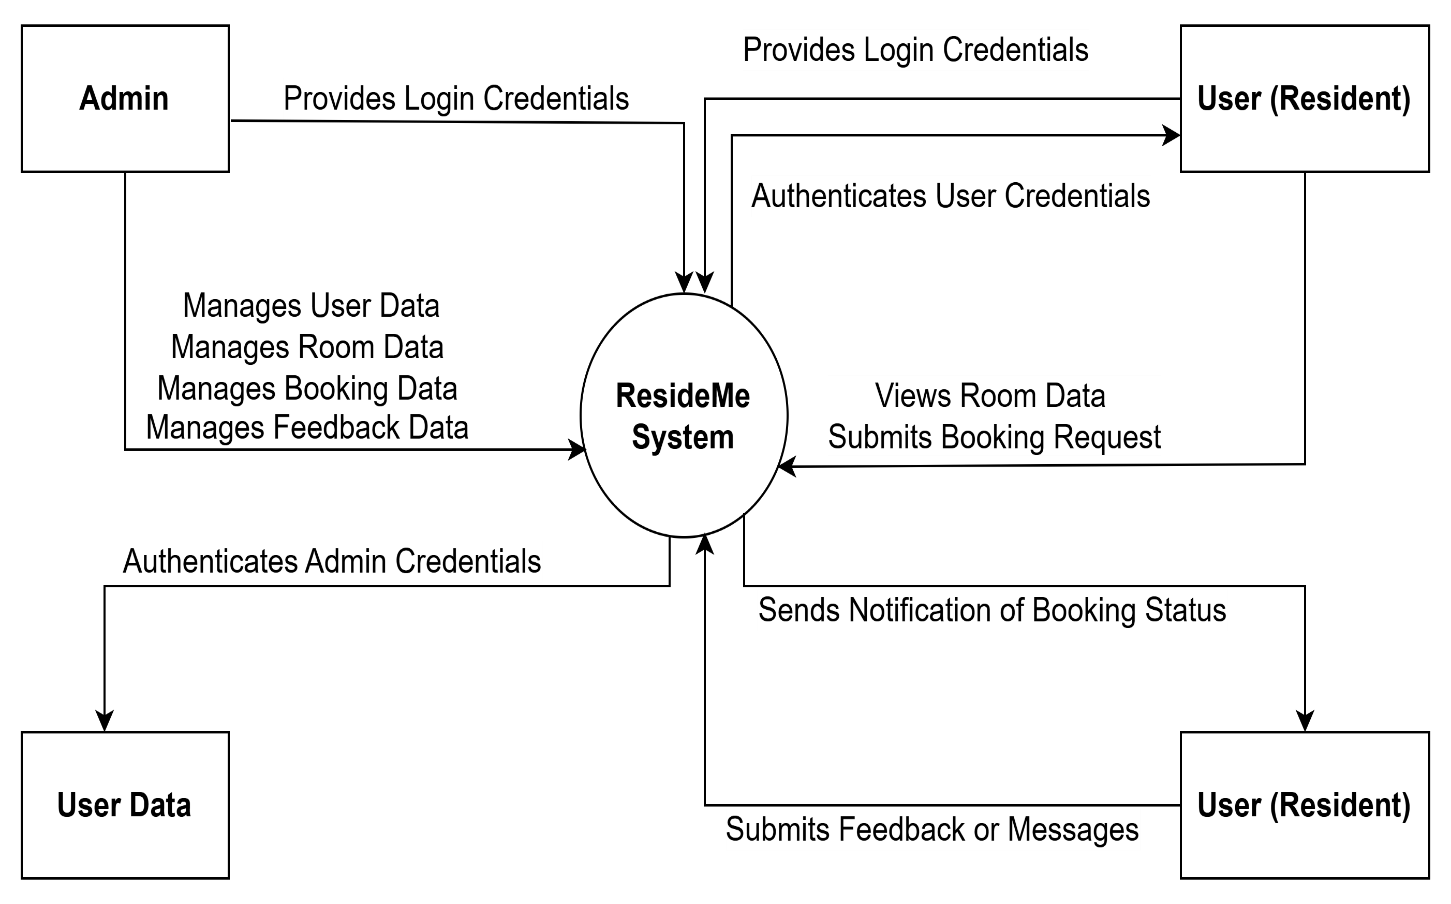 Admin
Provides Login Credentials
Provides Login Credentials
User (Resident)
Authenticates User Credentials
Manages User Data
Manages Room Data
Manages Booking Data
Manages Feedback Data
ResideMe
System
Views Room Data
Submits Booking Request
Authenticates Admin Credentials
Sends Notification of Booking Status
User Data
User (Resident)
Submits Feedback or Messages